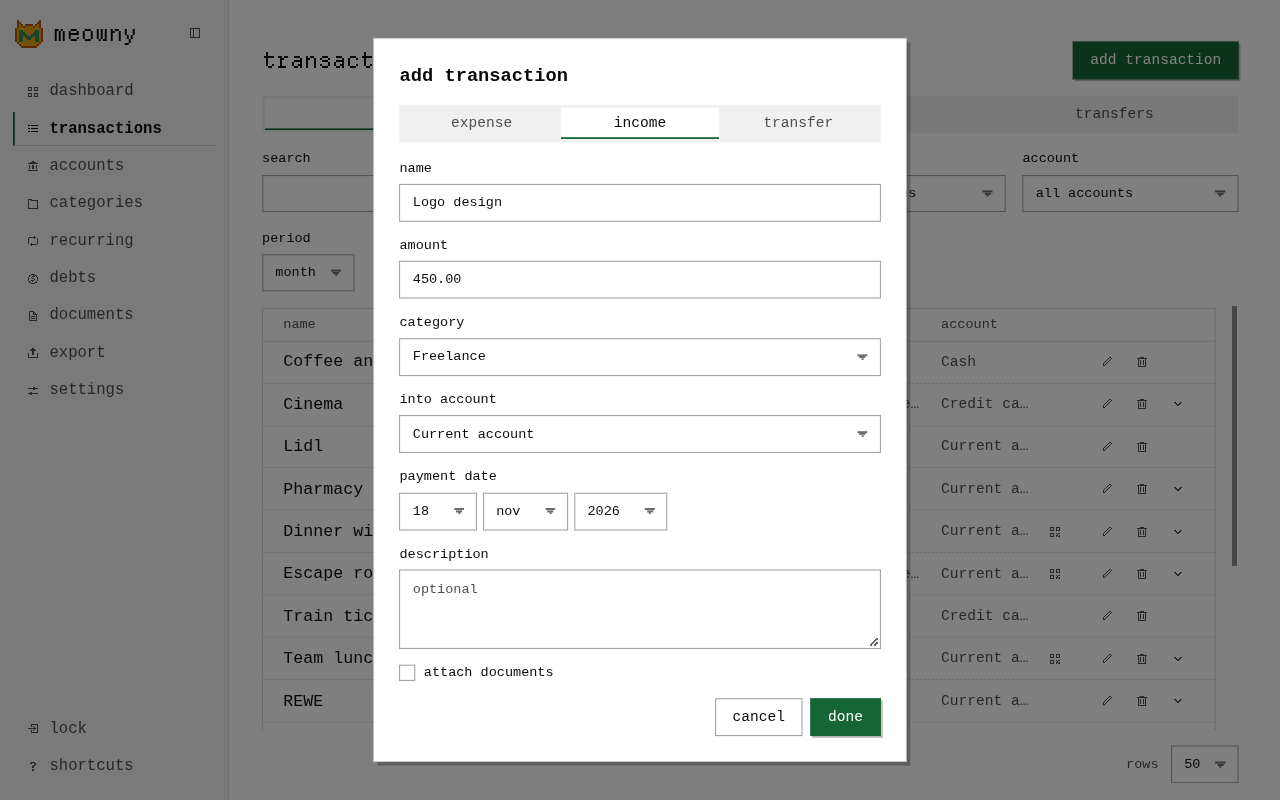 meowny
dashboard
transactions
accounts
categories
recurring
debts
documents
export
settings
lock
? shortcuts
transact
add transaction
transfers
search
account
s
all accounts
period
month
name
account
Coffee an
Cash
Cinema
e…
Credit ca…
Lidl
Current a…
Pharmacy
Current a…
Dinner wi
Current a…
Escape ro
e…
Current a…
Train tic
Credit ca…
Team lunc
Current a…
REWE
Current a…
rows
50
add transaction
expense
income
transfer
name
Logo design
amount
450.00
category
Freelance
into account
Current account
payment date
18
nov
2026
description
optional
attach documents
cancel
done